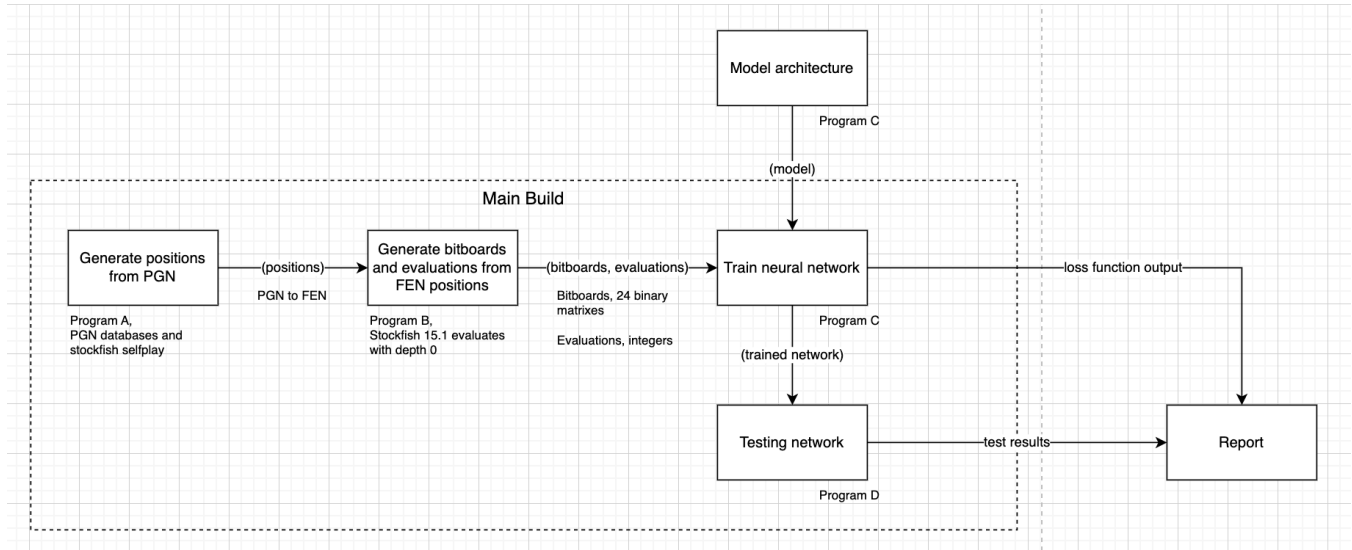 Model architecture
Program C
(model)
Main Build
Generate positions
from PGN
(positions)
PGN to FEN
Program A,
PGN databases and
stockfish selfplay
Generate bitboards
and evaluations from
FEN positions
Program B,
Stockfish 15.1 evaluates
with depth 0
(bitboards, evaluations)
Bitboards, 24 binary
matrixes
Evaluations, integers
Train neural network
Program C
loss function output
(trained network)
Testing network
Program D
test results
Report